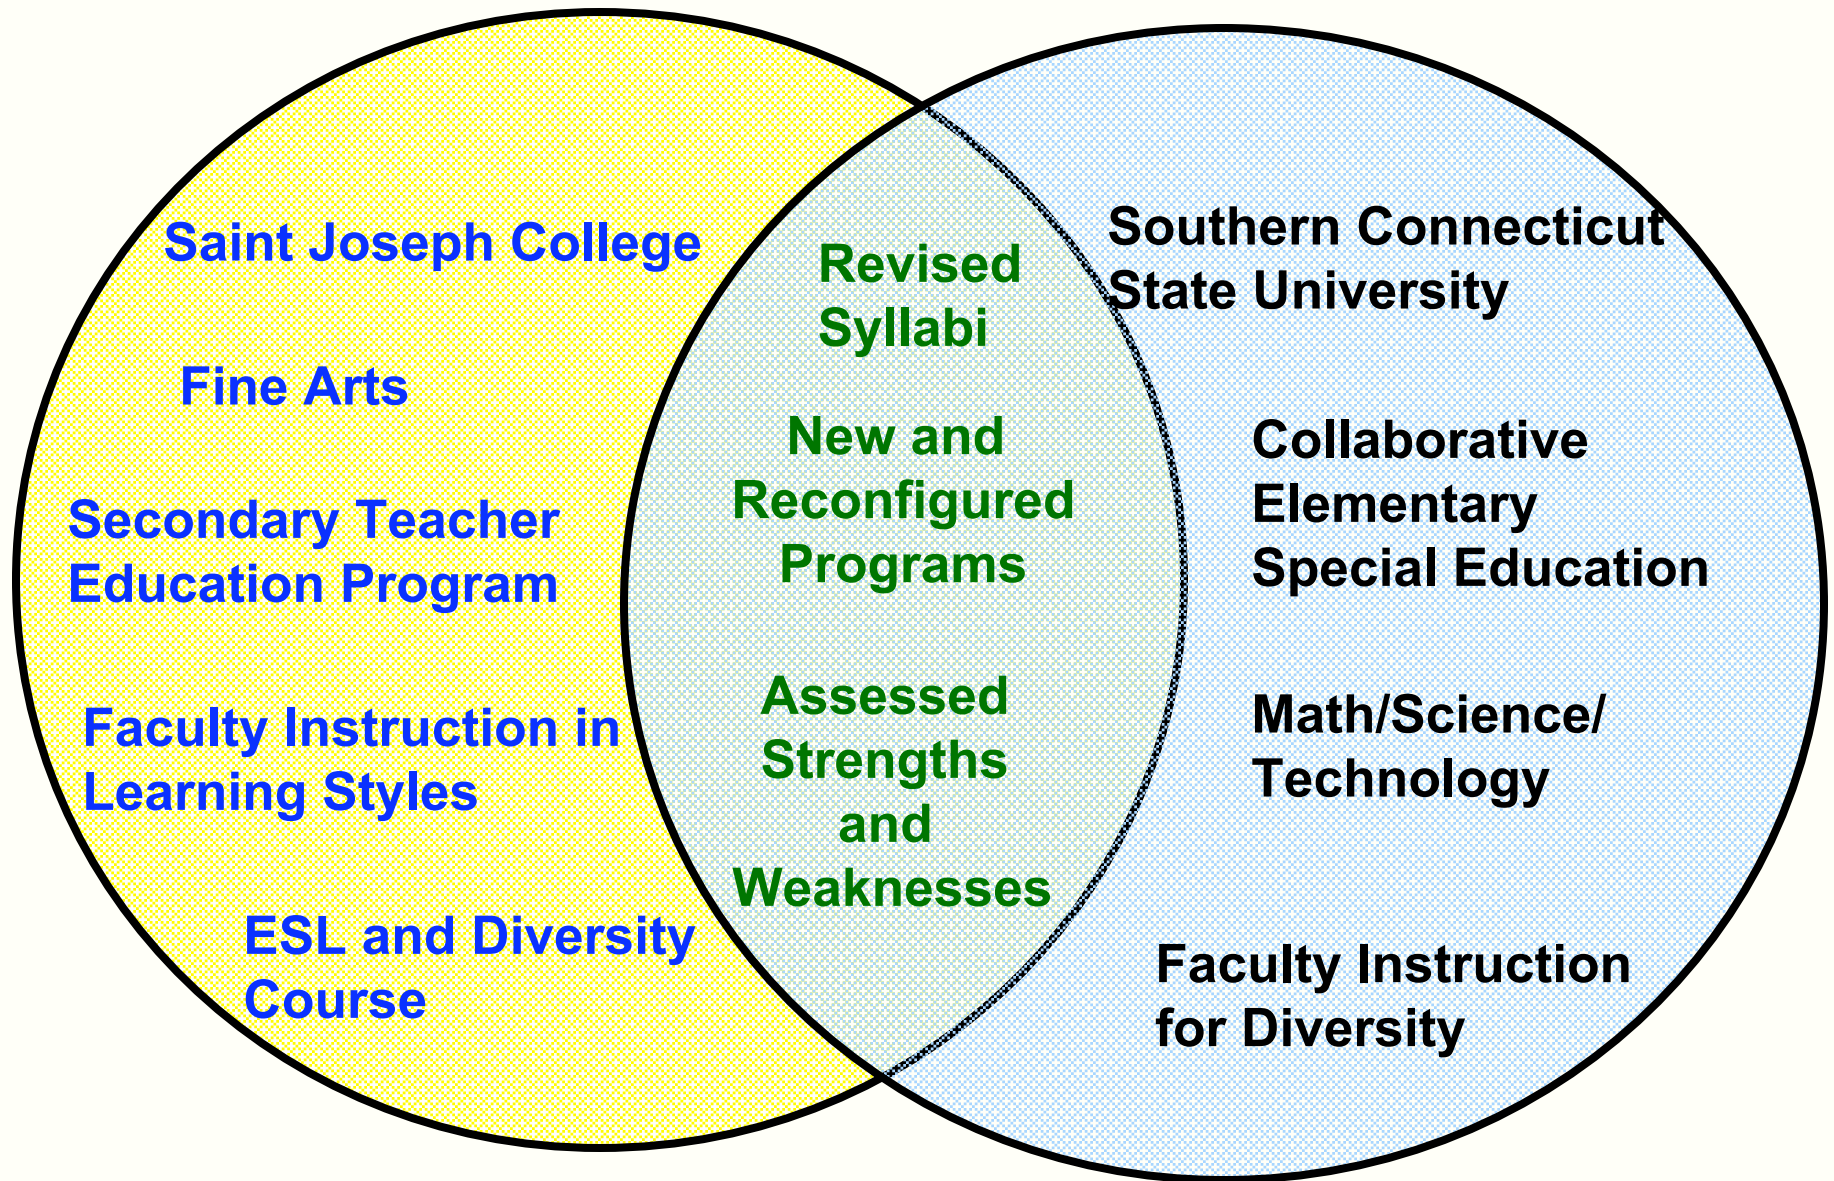 Saint Joseph College
Fine Arts
Secondary Teacher
Education Program
Faculty Instruction in
Learning Styles
ESL and Diversity
Course
Revised
Syllabi
New and
Reconfigured
Programs
Assessed
Strengths
and
Weaknesses
Southern Connecticut
State University
Collaborative
Elementary
Special Education
Math/Science/
Technology
Faculty Instruction
for Diversity